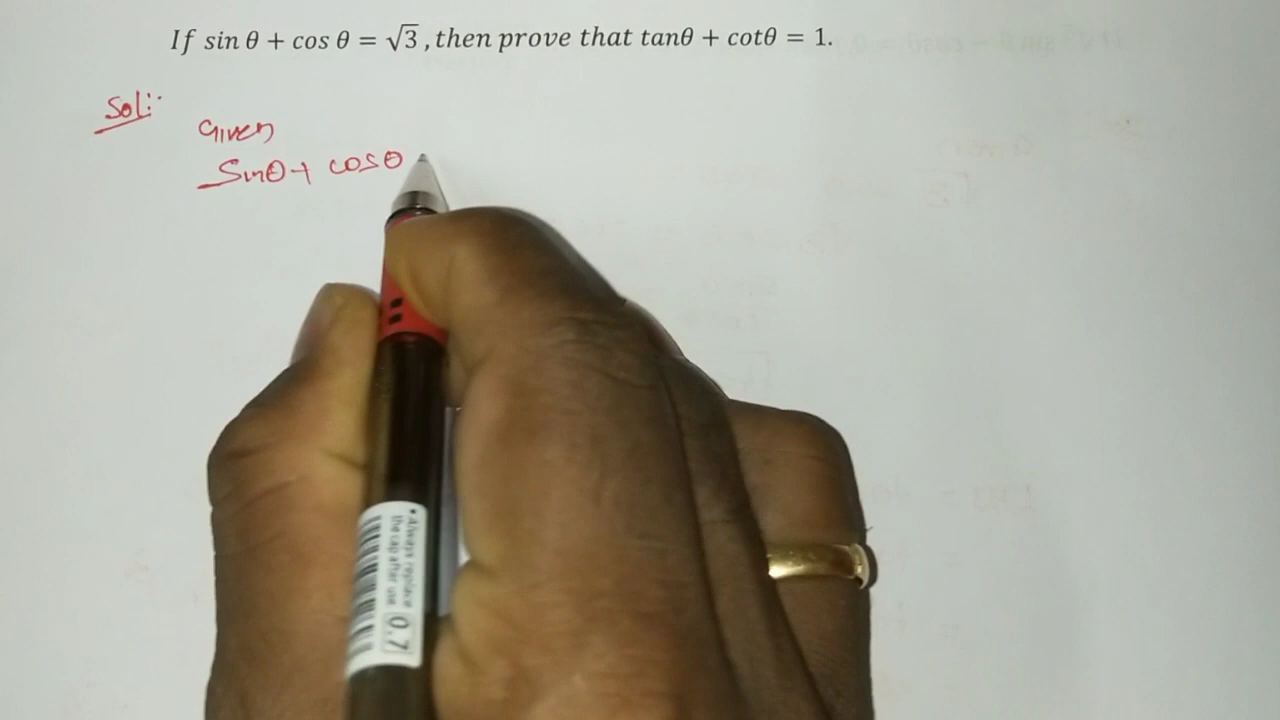 If sin θ + cos θ = √3 , then prove that tanθ + cotθ = 1.
Sol:
Given
Sinθ + cosθ
• Always replace
the cap after use
0.7